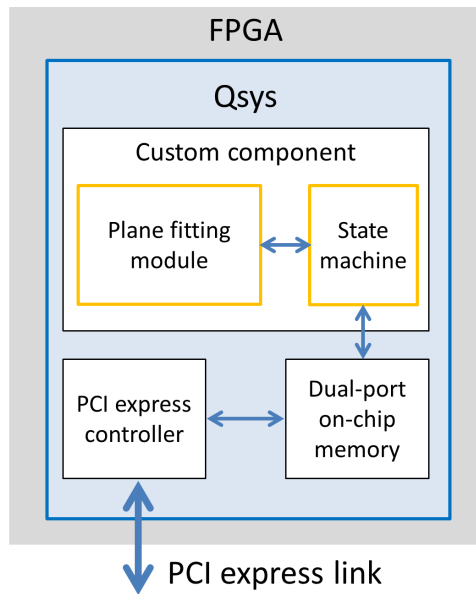 FPGA
Qsys
Custom component
Plane fitting
module
State
machine
PCI express
controller
Dual-port
on-chip
memory
PCI express link